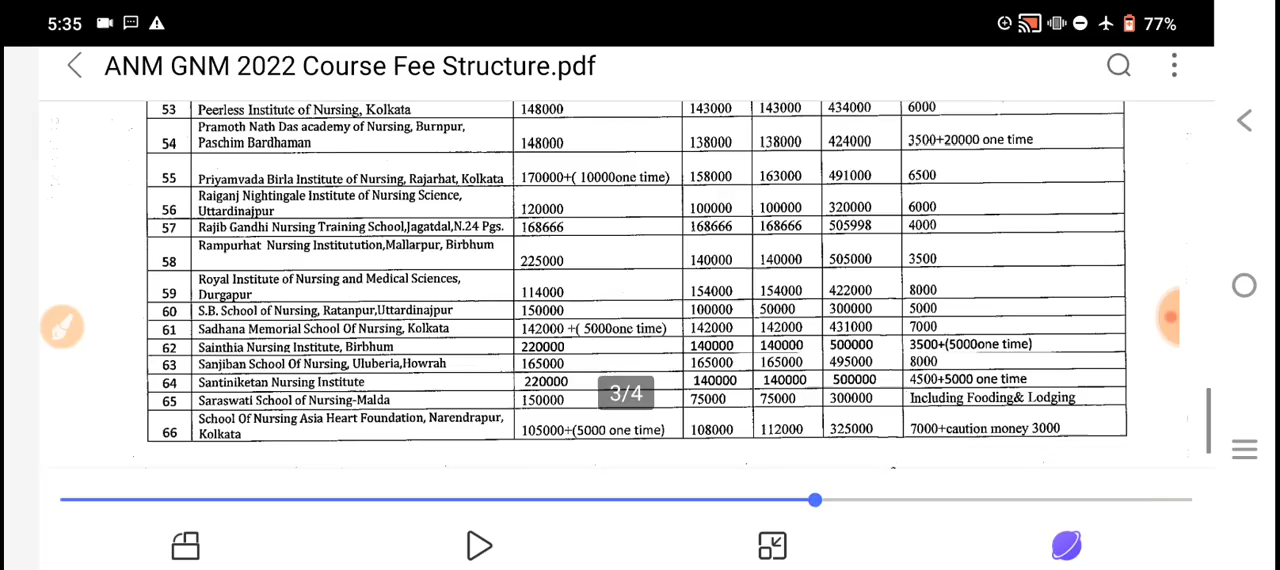 5:35
77%
ANM GNM 2022 Course Fee Structure.pdf
53 Peerless Institute of Nursing, Kolkata 148000 143000 143000 434000 6000
Pramoth Nath Das academy of Nursing, Burnpur,
54 Paschim Bardhaman 148000 138000 138000 424000 3500+20000 one time
55 Priyamvada Birla Institute of Nursing, Rajarhat, Kolkata 170000+( 10000one time) 158000 163000 491000 6500
Raiganj Nightingale Institute of Nursing Science,
56 Uttardinajpur 120000 100000 100000 320000 6000
57 Rajib Gandhi Nursing Training School,Jagatdal,N.24 Pgs. 168666 168666 168666 505998 4000
Rampurhat Nursing Institutution,Mallarpur, Birbhum
58 225000 140000 140000 505000 3500
Royal Institute of Nursing and Medical Sciences,
59 Durgapur 114000 154000 154000 422000 8000
60 S.B. School of Nursing, Ratanpur,Uttardinajpur 150000 100000 50000 300000 5000
61 Sadhana Memorial School Of Nursing, Kolkata 142000 +( 5000one time) 142000 142000 431000 7000
62 Sainthia Nursing Institute, Birbhum 220000 140000 140000 500000 3500+(5000one time)
63 Sanjiban School Of Nursing, Uluberia,Howrah 165000 165000 165000 495000 8000
64 Santiniketan Nursing Institute 220000 140000 140000 500000 4500+5000 one time
65 Saraswati School of Nursing-Malda 150000 75000 75000 300000 Including Fooding& Lodging
School Of Nursing Asia Heart Foundation, Narendrapur,
66 Kolkata 105000+(5000 one time) 108000 112000 325000 7000+caution money 3000
3/4